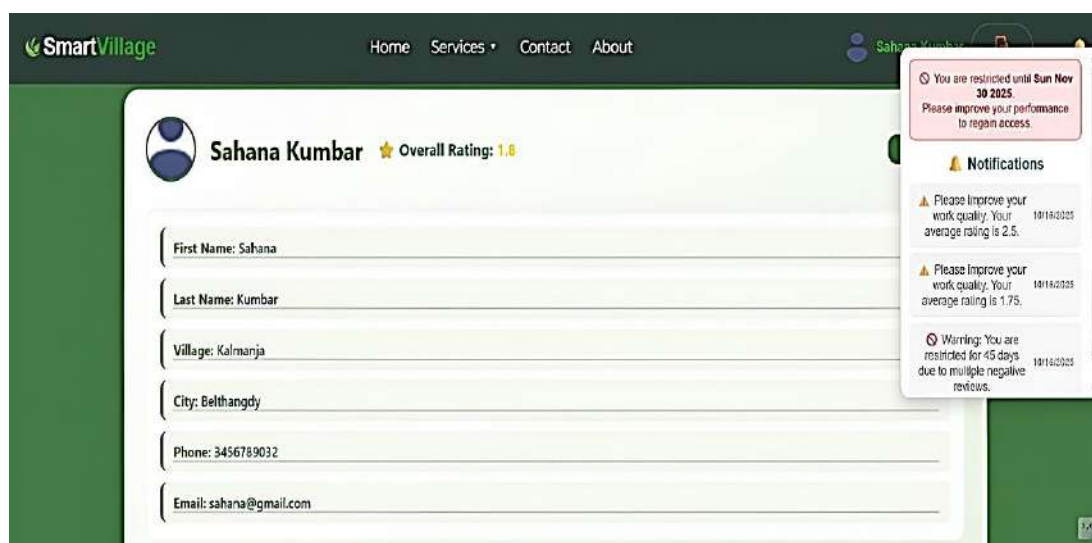 SmartVillage
Home Services Contact About
Sahana Kumbar
Sahana Kumbar Overall Rating: 1.8
First Name: Sahana
Last Name: Kumbar
Village: Kalmanja
City: Belthangdy
Phone: 3456789032
Email: sahana@gmail.com
You are restricted until Sun Nov
30 2025.
Please improve your performance
to regain access.
Notifications
Please improve your
work quality. Your 10/16/2025
average rating is 2.5.
Please improve your
work quality. Your 10/16/2025
average rating is 1.75.
Warning: You are
restricted for 45 days 10/16/2025
due to multiple negative
reviews.